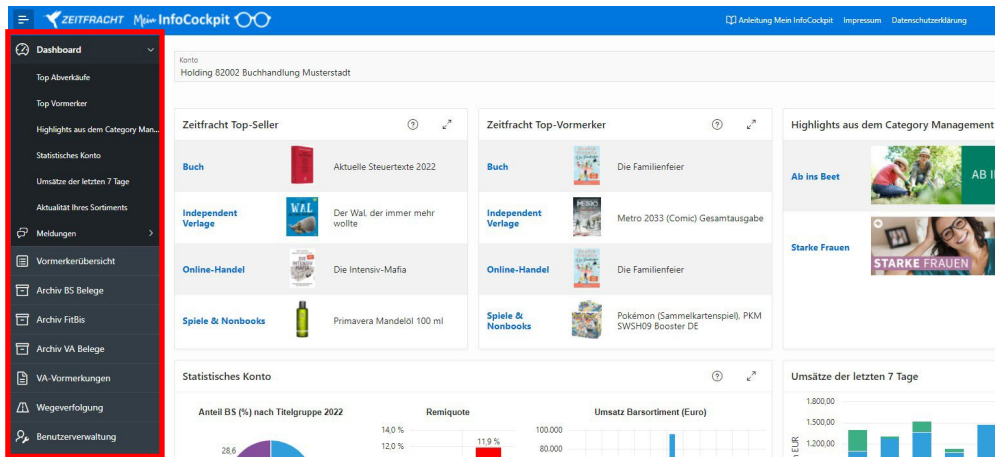 ZEITFRACHT Mein InfoCockpit
Anleitung Mein InfoCockpit Impressum Datenschutzerklärung
Dashboard
Top Abverkäufe
Top Vormerker
Highlights aus dem Category Man...
Statistisches Konto
Umsätze der letzten 7 Tage
Aktualität Ihres Sortiments
Meldungen
Vormerkerübersicht
Archiv BS Belege
Archiv FitBis
Archiv VA Belege
VA-Vormerkungen
Wegeverfolgung
Benutzerverwaltung
Konto
Holding 82002 Buchhandlung Musterstadt
Zeitfracht Top-Seller
Buch
Aktuelle Steuertexte 2022
Independent
Verlage
WAL
Der Wal, der immer mehr
wollte
Online-Handel
Die Intensiv-Mafia
Spiele & Nonbooks
Primavera Mandelöl 100 ml
Zeitfracht Top-Vormerker
Buch
Die Familienfeier
Independent
Verlage
METRO
Metro 2033 (Comic) Gesamtausgabe
Online-Handel
Die Familienfeier
Spiele &
Nonbooks
Pokémon (Sammelkartenspiel), PKM
SWSH09 Booster DE
Highlights aus dem Category Management
Ab ins Beet
AB I
Starke Frauen
STARKE FRAUEN
Statistisches Konto
Anteil BS (%) nach Titelgruppe 2022
28,6
Remiquote
14,0 %
12,0 %
11,9 %
Umsatz Barsortiment (Euro)
100.000
80.000
Umsätze der letzten 7 Tage
1.800,00
1.500,00
1.200,00
n EUR